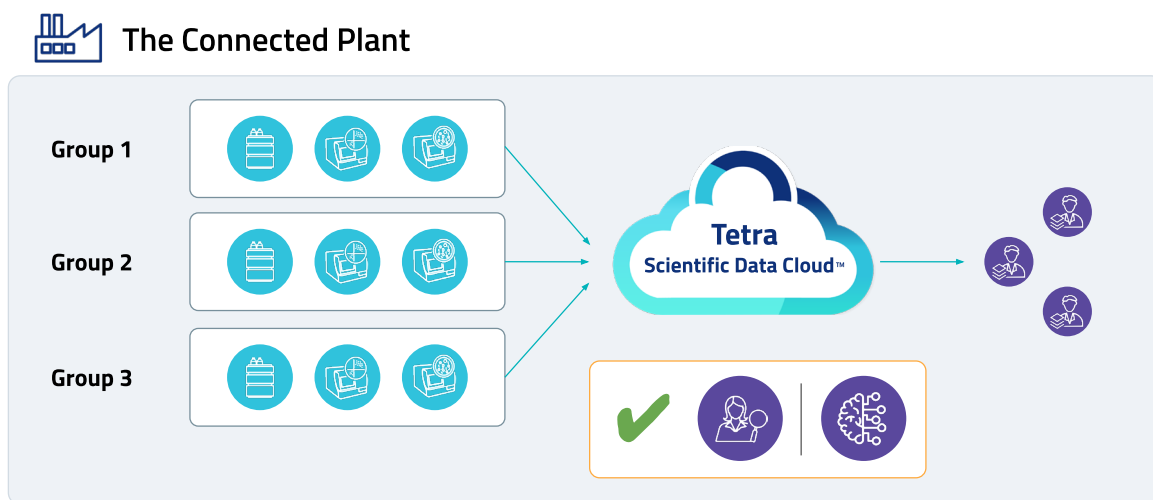 The Connected Plant
Group 1
Group 2
Group 3
Tetra
Scientific Data Cloud™